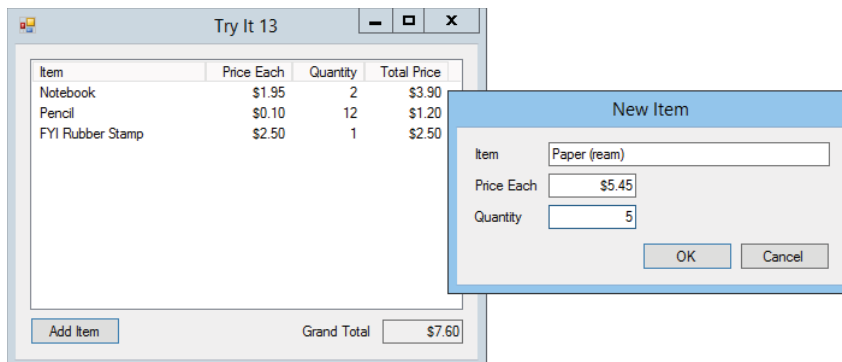 Try It 13
Item Price Each Quantity Total Price
Notebook $1.95 2 $3.90
Pencil $0.10 12 $1.20
FYI Rubber Stamp $2.50 1 $2.50
Add Item Grand Total $7.60
New Item
Item Paper (ream)
Price Each $5.45
Quantity 5
OK Cancel